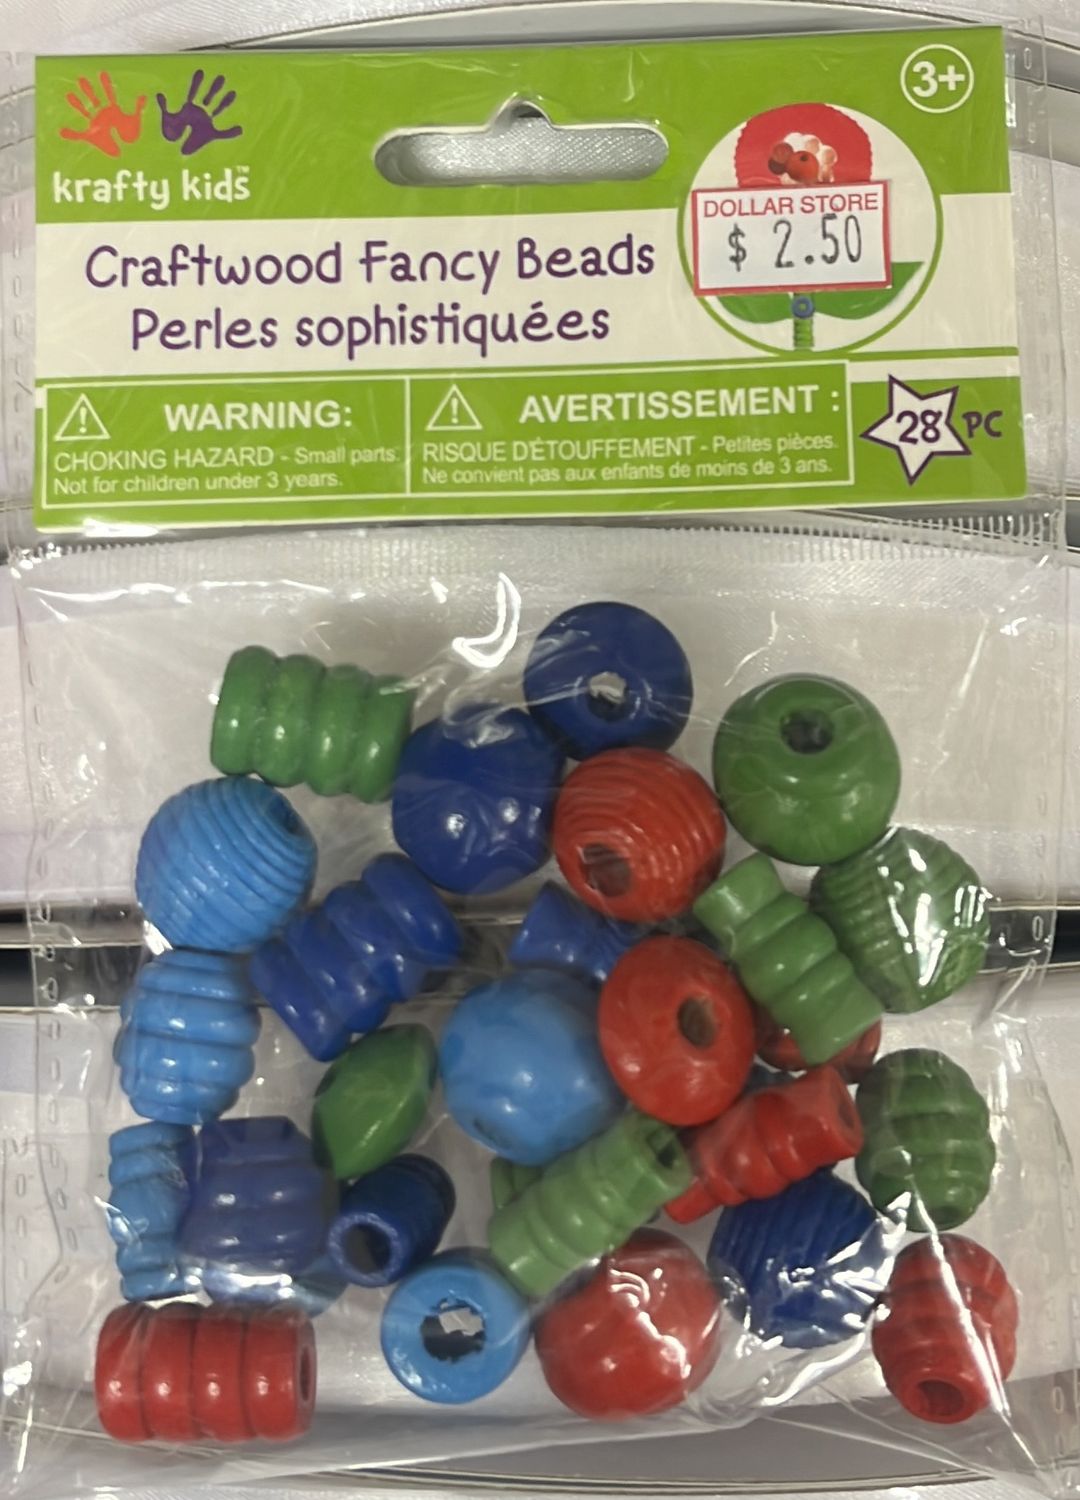 3+
krafty kids™
DOLLAR STORE
$ 2.50
Craftwood Fancy Beads
Perles sophistiquées
WARNING:
CHOKING HAZARD - Small parts.
Not for children under 3 years.
AVERTISSEMENT :
RISQUE D'ÉTOUFFEMENT - Petites pièces.
Ne convient pas aux enfants de moins de 3 ans.
28 PC